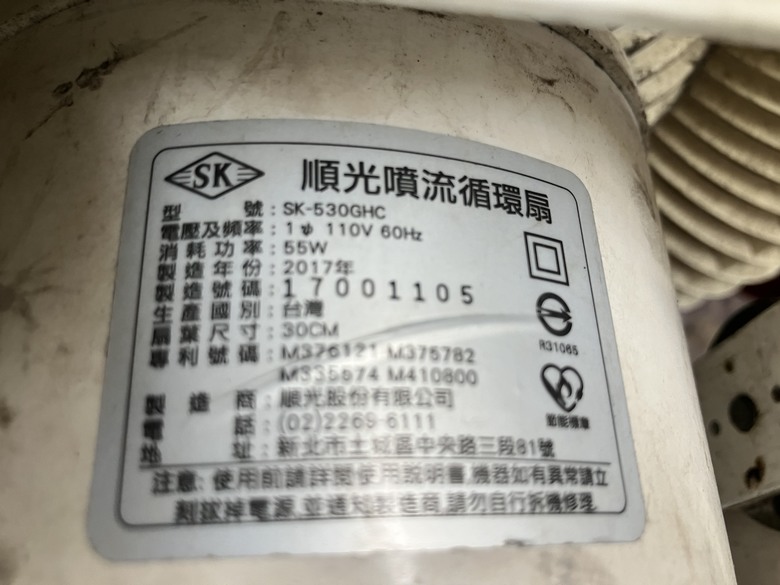 SK 順光噴流循環扇
型號：SK-530GHC
電壓及頻率：1φ 110V 60Hz
消耗功率：55W
製造年份：2017年
製造號碼：17001105
生產國別：台灣
扇葉尺寸：30CM
專利號碼：M376121 M375782
M335574 M410800
R31065
節能標章
製造商：順光股份有限公司
電話：(02)2269-6111
地址：新北市土城區中央路三段81號
注意：使用前請詳閱使用說明書,機器如有異常請立
刻拔掉電源,並通知製造商,請勿自行拆機修理.